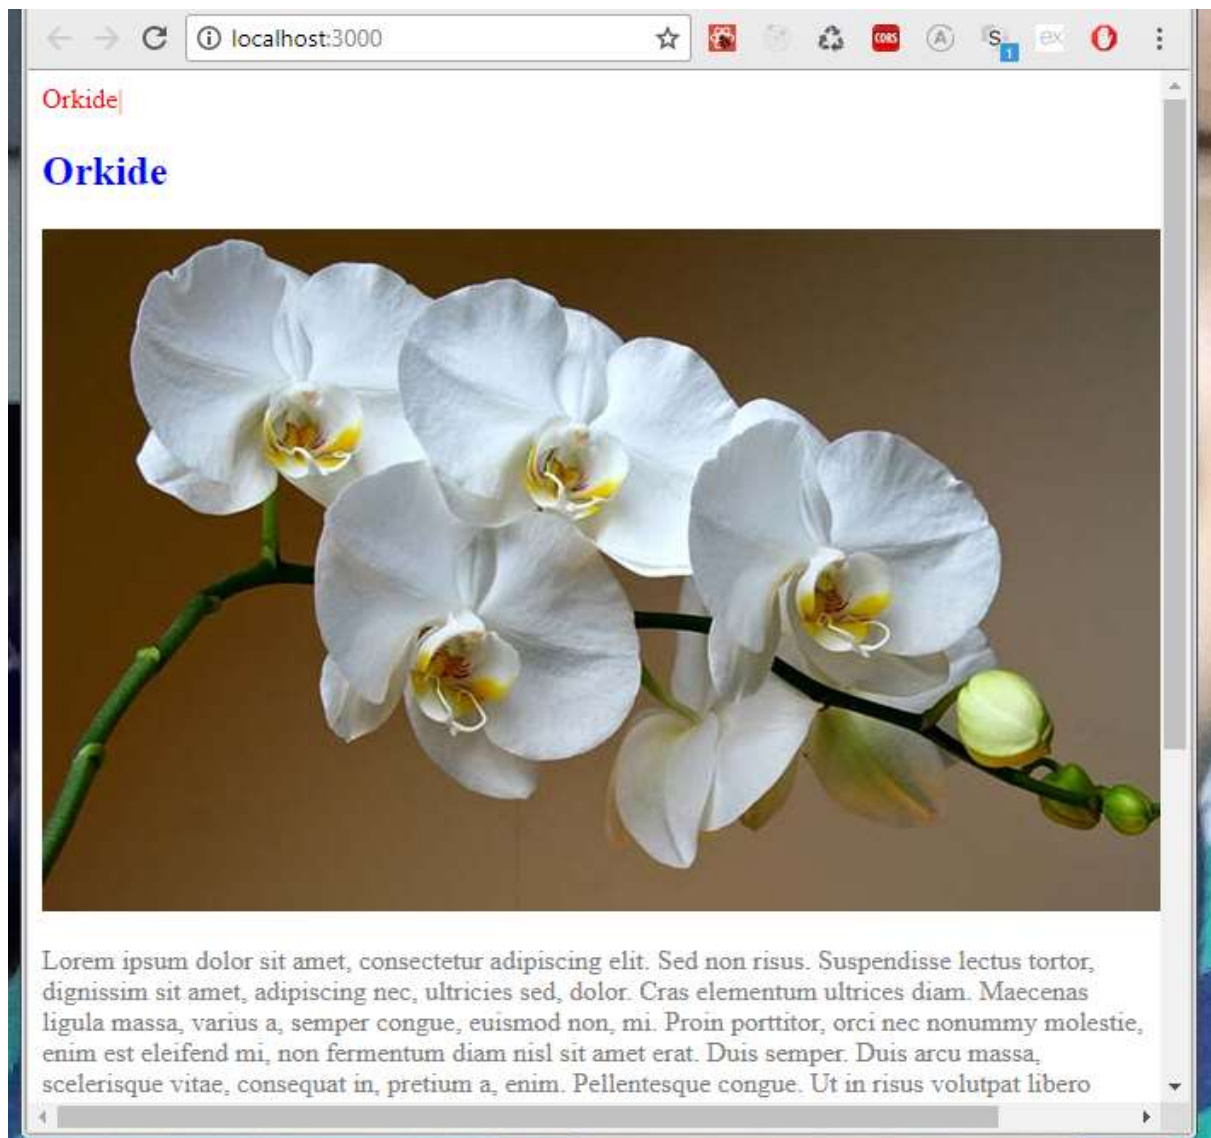 localhost:3000
CORS
A
S
1
ex
Orkide|
Orkide
Lorem ipsum dolor sit amet, consectetur adipiscing elit. Sed non risus. Suspendisse lectus tortor,
dignissim sit amet, adipiscing nec, ultricies sed, dolor. Cras elementum ultrices diam. Maecenas
ligula massa, varius a, semper congue, euismod non, mi. Proin porttitor, orci nec nonummy molestie,
enim est eleifend mi, non fermentum diam nisl sit amet erat. Duis semper. Duis arcu massa,
scelerisque vitae, consequat in, pretium a, enim. Pellentesque congue. Ut in risus volutpat libero